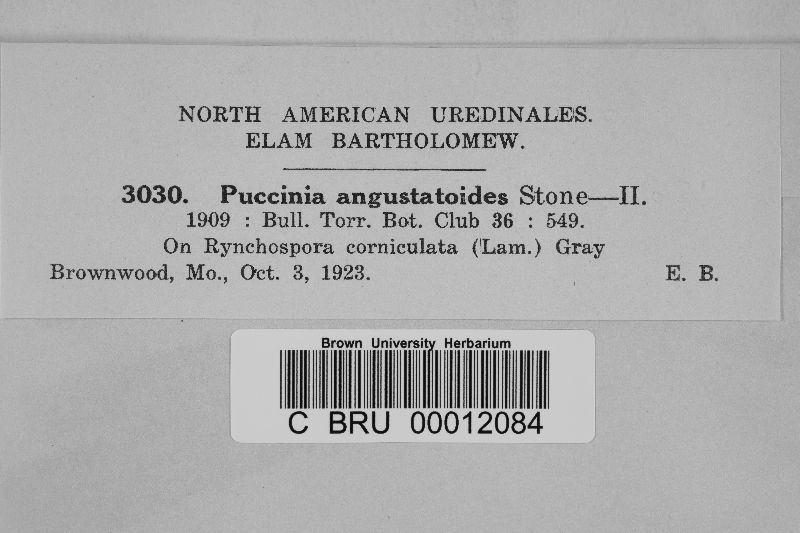 NORTH AMERICAN UREDINALES.
ELAM BARTHOLOMEW.
3030. Puccinia angustatoides Stone—II.
1909 : Bull. Torr. Bot. Club 36 : 549.
On Rynchospora corniculata (Lam.) Gray
Brownwood, Mo., Oct. 3, 1923. E. B.
Brown University Herbarium
C BRU 00012084